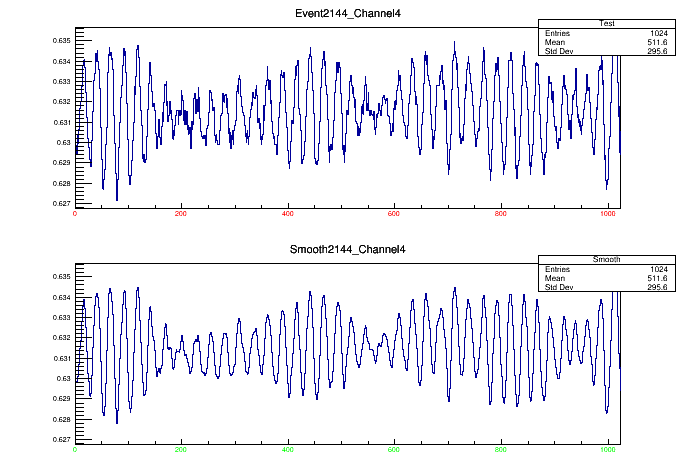 Event2144_Channel4
Test
Entries 1024
Mean 511.6
Std Dev 295.6
0.635
0.634
0.633
0.632
0.631
0.63
0.629
0.628
0.627
0 200 400 600 800 1000
Smooth2144_Channel4
Smooth
Entries 1024
Mean 511.6
Std Dev 295.6
0.635
0.634
0.633
0.632
0.631
0.63
0.629
0.628
0.627
0 200 400 600 800 1000